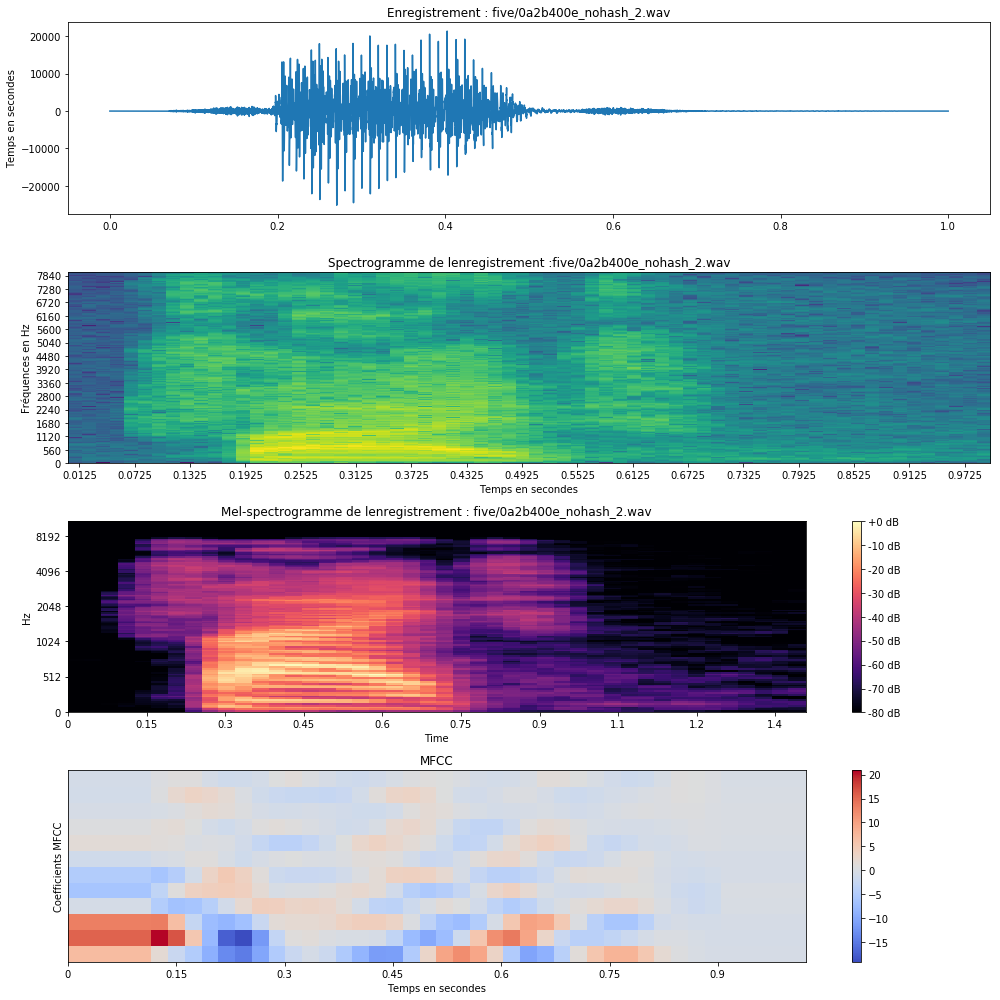 Enregistrement : five/0a2b400e_nohash_2.wav
Temps en secondes
20000
10000
0
−10000
−20000
0.0 0.2 0.4 0.6 0.8 1.0
Spectrogramme de lenregistrement :five/0a2b400e_nohash_2.wav
Fréquences en Hz
7840
7280
6720
6160
5600
5040
4480
3920
3360
2800
2240
1680
1120
560
0
0.0125 0.0725 0.1325 0.1925 0.2525 0.3125 0.3725 0.4325 0.4925 0.5525 0.6125 0.6725 0.7325 0.7925 0.8525 0.9125 0.9725
Temps en secondes
Mel-spectrogramme de lenregistrement : five/0a2b400e_nohash_2.wav
Hz
8192
4096
2048
1024
512
0
0 0.15 0.3 0.45 0.6 0.75 0.9 1.1 1.2 1.4
Time
+0 dB
-10 dB
-20 dB
-30 dB
-40 dB
-50 dB
-60 dB
-70 dB
-80 dB
MFCC
Coefficients MFCC
0 0.15 0.3 0.45 0.6 0.75 0.9
Temps en secondes
20
15
10
5
0
−5
−10
−15